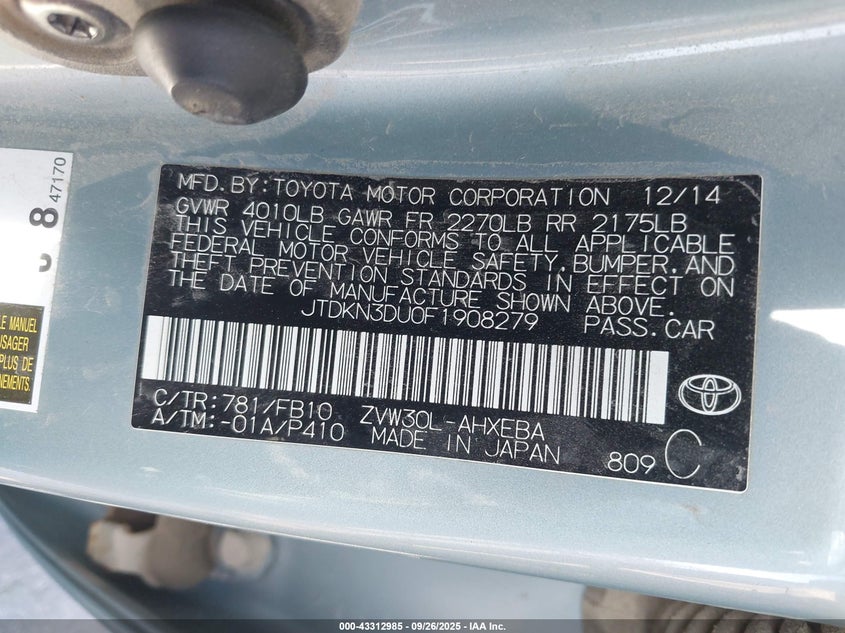 8 47170
LE MANUEL
USAGER
PLUS DE
NEMENTS.
MFD. BY: TOYOTA MOTOR CORPORATION 12/14
GVWR 4010LB GAWR FR 2270LB RR 2175LB
THIS VEHICLE CONFORMS TO ALL APPLICABLE
FEDERAL MOTOR VEHICLE SAFETY, BUMPER, AND
THEFT PREVENTION STANDARDS IN EFFECT ON
THE DATE OF MANUFACTURE SHOWN ABOVE.
JTDKN3DU0F1908279 PASS. CAR
C/TR: 781/FB10 ZVW30L-AHXEBA
A/TM: -01A/P410 MADE IN JAPAN
809 C
000-43312985 - 09/26/2025 - IAA Inc.